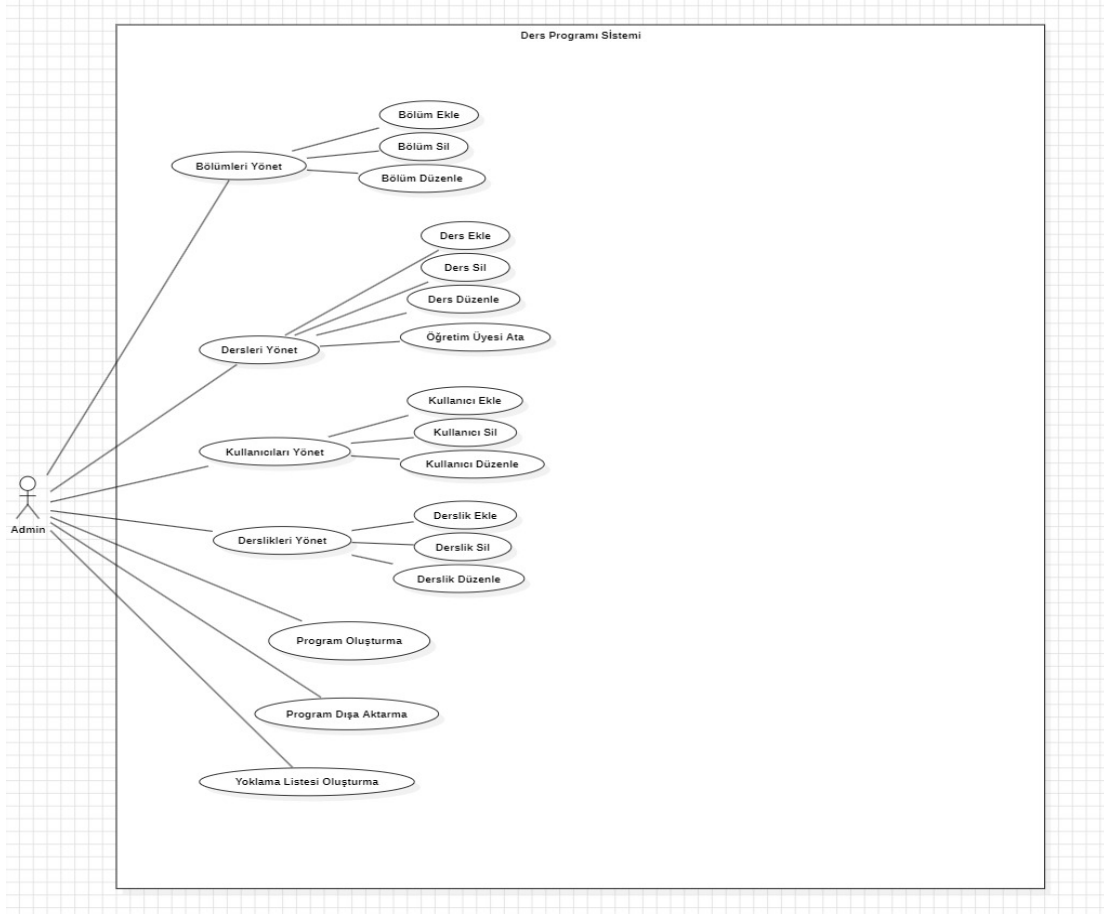 Ders Programı Sİstemi
Bölüm Ekle
Bölüm Sil
Bölümleri Yönet
Bölüm Düzenle
Ders Ekle
Ders Sil
Ders Düzenle
Öğretim Üyesi Ata
Dersleri Yönet
Kullanıcı Ekle
Kullanıcı Sil
Kullanıcıları Yönet
Kullanıcı Düzenle
Derslik Ekle
Admin
Derslikleri Yönet
Derslik Sil
Derslik Düzenle
Program Oluşturma
Program Dışa Aktarma
Yoklama Listesi Oluşturma